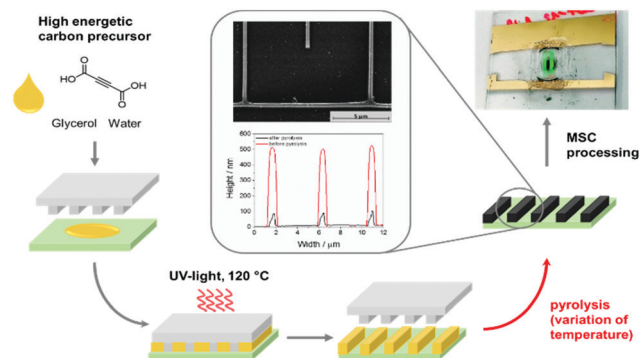 High energetic
carbon precursor
HO
O
O
OH
Glycerol Water
UV-light, 120 °C
pyrolysis
(variation of
temperature)
MSC
processing
5 µm
after pyrolysis
before pyrolysis
Height / nm
600
500
400
300
200
100
0
0 2 4 6 8 10 12
Width / µm